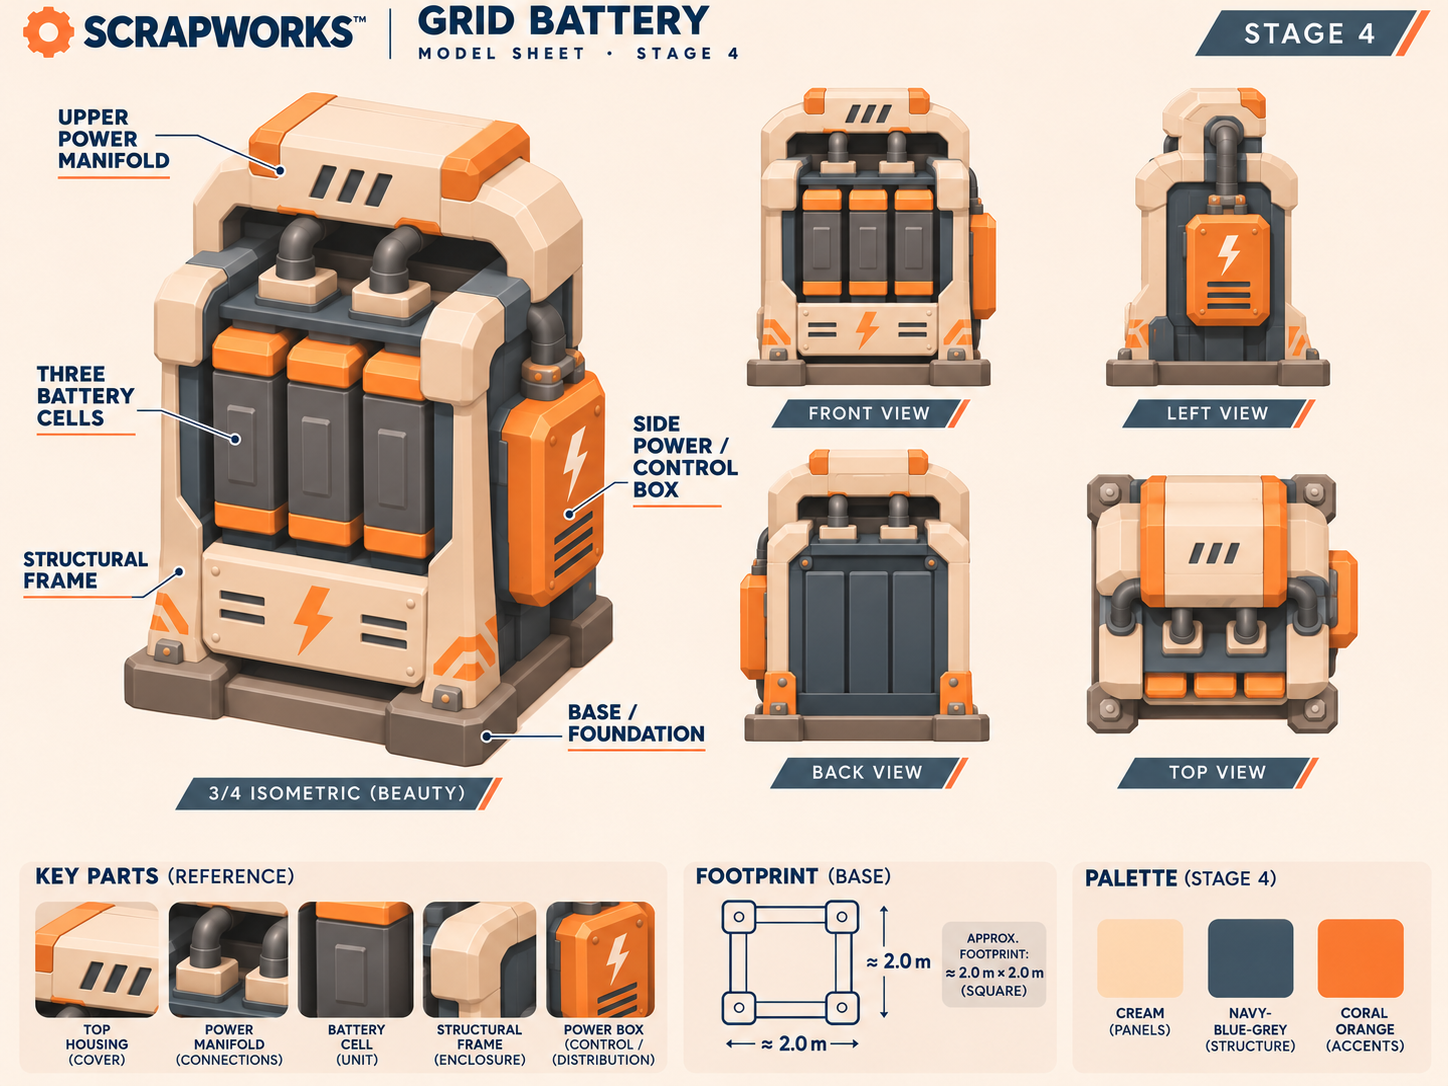 SCRAPWORKS™
GRID BATTERY
MODEL SHEET · STAGE 4
STAGE 4
UPPER
POWER
MANIFOLD
THREE
BATTERY
CELLS
STRUCTURAL
FRAME
SIDE
POWER /
CONTROL
BOX
BASE /
FOUNDATION
3/4 ISOMETRIC (BEAUTY)
FRONT VIEW
LEFT VIEW
BACK VIEW
TOP VIEW
KEY PARTS (REFERENCE)
TOP
HOUSING
(COVER)
POWER
MANIFOLD
(CONNECTIONS)
BATTERY
CELL
(UNIT)
STRUCTURAL
FRAME
(ENCLOSURE)
POWER BOX
(CONTROL /
(DISTRIBUTION)
FOOTPRINT (BASE)
≈ 2.0 m
≈ 2.0 m
APPROX.
FOOTPRINT:
≈ 2.0 m × 2.0 m
(SQUARE)
PALETTE (STAGE 4)
CREAM
(PANELS)
NAVY-
BLUE-GREY
(STRUCTURE)
CORAL
ORANGE
(ACCENTS)